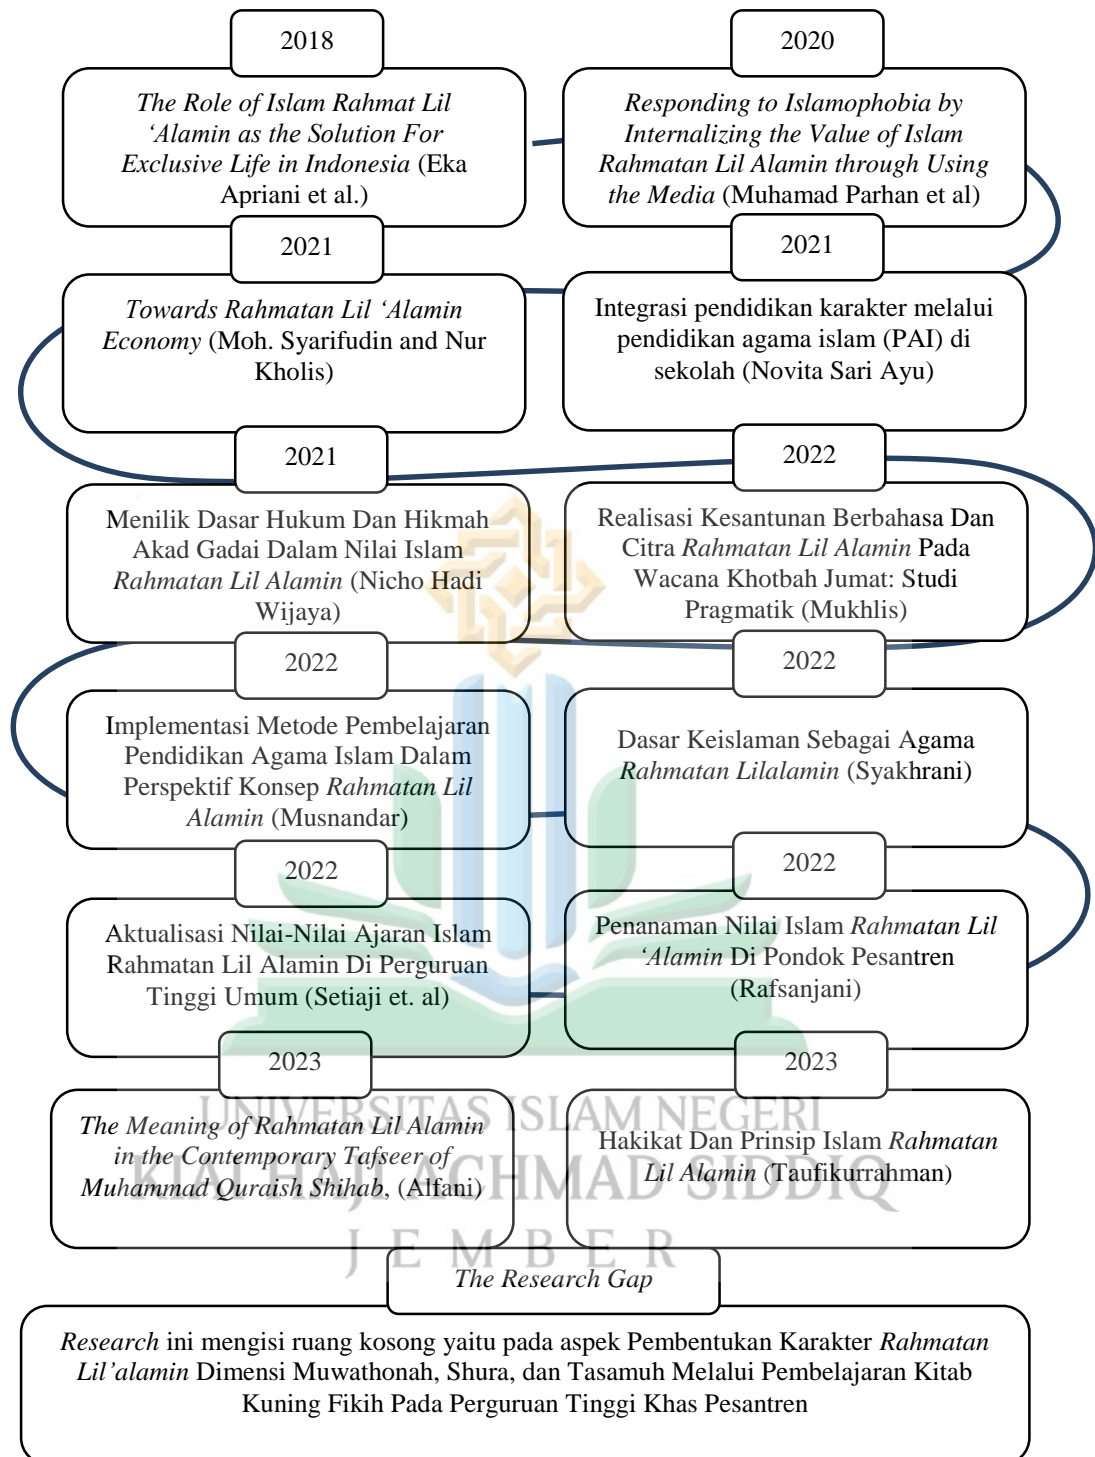 2018
The Role of Islam Rahmat Lil
‘Alamin as the Solution For
Exclusive Life in Indonesia (Eka
Apriani et al.)
2020
Responding to Islamophobia by
Internalizing the Value of Islam
Rahmatan Lil Alamin through Using
the Media (Muhamad Parhan et al)
2021
Towards Rahmatan Lil ‘Alamin
Economy (Moh. Syarifudin and Nur
Kholis)
2021
Integrasi pendidikan karakter melalui
pendidikan agama islam (PAI) di
sekolah (Novita Sari Ayu)
2021
Menilik Dasar Hukum Dan Hikmah
Akad Gadai Dalam Nilai Islam
Rahmatan Lil Alamin (Nicho Hadi
Wijaya)
2022
Realisasi Kesantunan Berbahasa Dan
Citra Rahmatan Lil Alamin Pada
Wacana Khotbah Jumat: Studi
Pragmatik (Mukhlis)
2022
Implementasi Metode Pembelajaran
Pendidikan Agama Islam Dalam
Perspektif Konsep Rahmatan Lil
Alamin (Musnandar)
2022
Dasar Keislaman Sebagai Agama
Rahmatan Lilalamin (Syakhrani)
2022
Aktualisasi Nilai-Nilai Ajaran Islam
Rahmatan Lil Alamin Di Perguruan
Tinggi Umum (Setiaji et. al)
2022
Penanaman Nilai Islam Rahmatan Lil
‘Alamin Di Pondok Pesantren
(Rafsanjani)
2023
The Meaning of Rahmatan Lil Alamin
in the Contemporary Tafseer of
Muhammad Quraish Shihab, (Alfani)
2023
Hakikat Dan Prinsip Islam Rahmatan
Lil Alamin (Taufikurrahman)
UNIVERSITAS ISLAM NEGERI
KIAI HAJI ACHMAD SIDDIQ
JEMBER
The Research Gap
Research ini mengisi ruang kosong yaitu pada aspek Pembentukan Karakter Rahmatan
Lil’alamin Dimensi Muwathonah, Shura, dan Tasamuh Melalui Pembelajaran Kitab
Kuning Fikih Pada Perguruan Tinggi Khas Pesantren